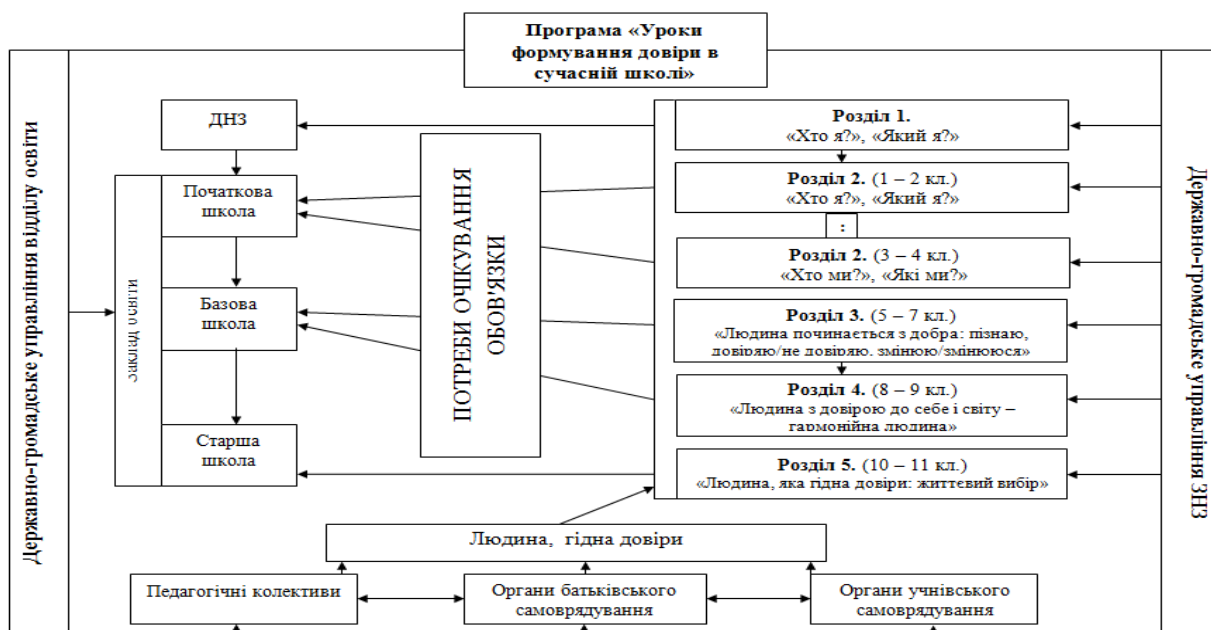 Програма «Уроки
формування довіри в
сучасній школі»
Державно-громадське управління відділу освіти
ДНЗ
Заклад освіти
Початкова
школа
Базова
школа
Старша
школа
ПОТРЕБИ ОЧКУВАННЯ
ОБОВ'ЯЗКИ
Розділ 1.
«Хто я?», «Який я?»
Розділ 2. (1 – 2 кл.)
«Хто я?», «Який я?»
:
Розділ 2. (3 – 4 кл.)
«Хто ми?», «Які ми?»
Розділ 3. (5 – 7 кл.)
«Людина починається з добра: пізнаю,
довіряю/не довіряю, змінюю/змінююся»
Розділ 4. (8 – 9 кл.)
«Людина з довірою до себе і світу –
гармонійна людина»
Розділ 5. (10 – 11 кл.)
«Людина, яка гідна довіри: життєвий вибір»
Державно-громадське управління ЗНЗ
Людина, гідна довіри
Педагогічні колективи
Органи батьківського
самоврядування
Органи учнівського
самоврядування